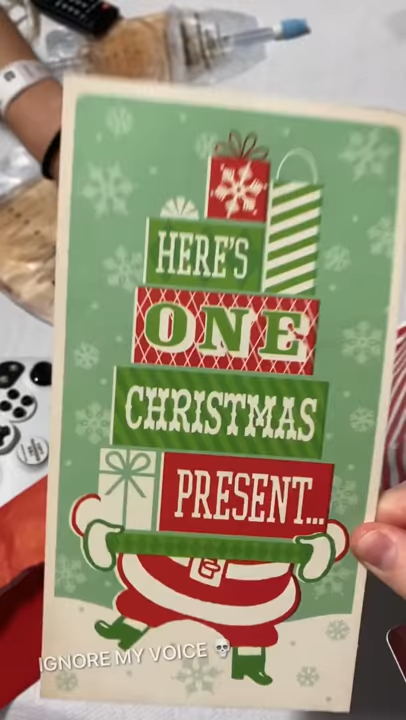 HERE'S
ONE
CHRISTMAS
PRESENT...
IGNORE MY VOICE 💀